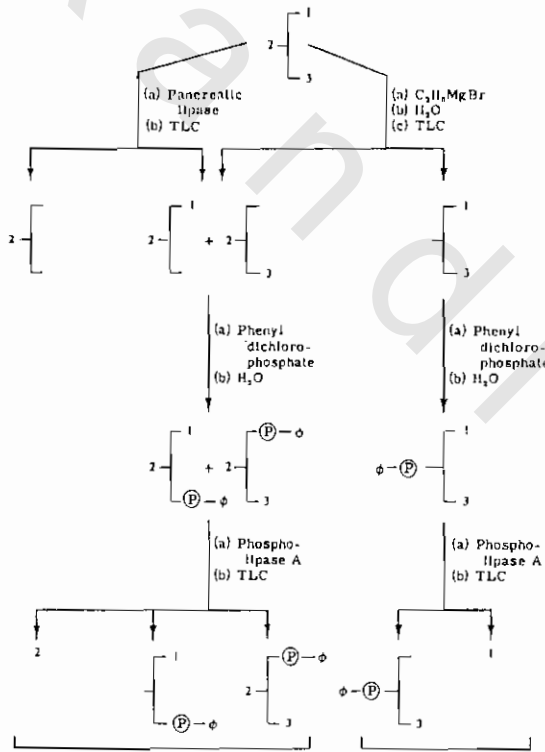 1
2
3
(a) Pancreatic
lipase
(b) TLC
(a) C₂H₅MgBr
(b) H₂O
(c) TLC
2
1
2
+
2
3
1
3
(a) Phenyl
dichloro-
phosphate
(b) H₂O
(a) Phenyl
dichloro-
phosphate
(b) H₂O
1
2
P — φ
+
2
P — φ
3
φ — P
1
3
(a) Phospho-
lipase A
(b) TLC
(a) Phospho-
lipase A
(b) TLC
2
1
P — φ
P — φ
2
3
φ — P
3
1